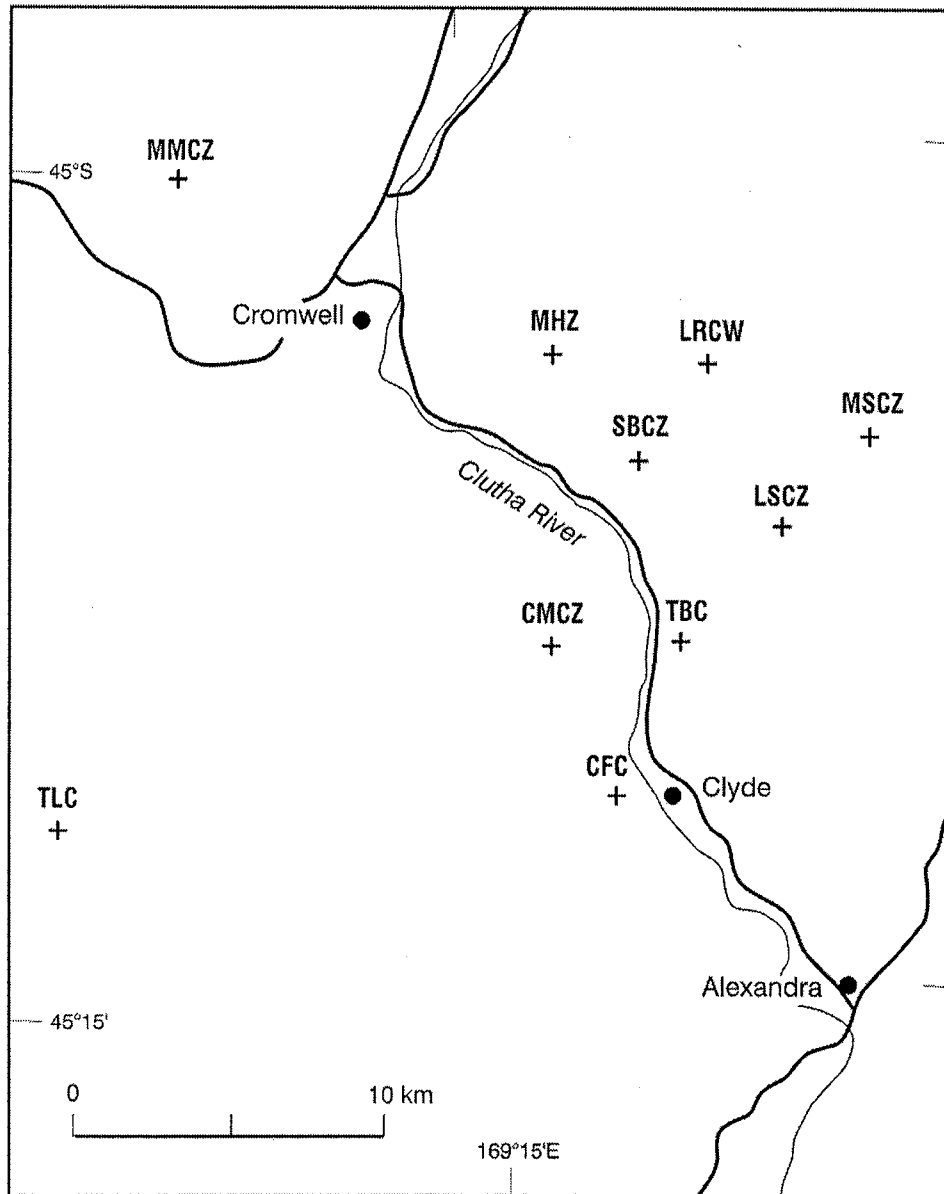 MMCZ
45°S
Cromwell
MHZ
LRCW
MSCZ
SBCZ
LSCZ
Clutha River
CMCZ
TBC
CFC
Clyde
TLC
Alexandra
45°15'
0
10 km
169°15'E